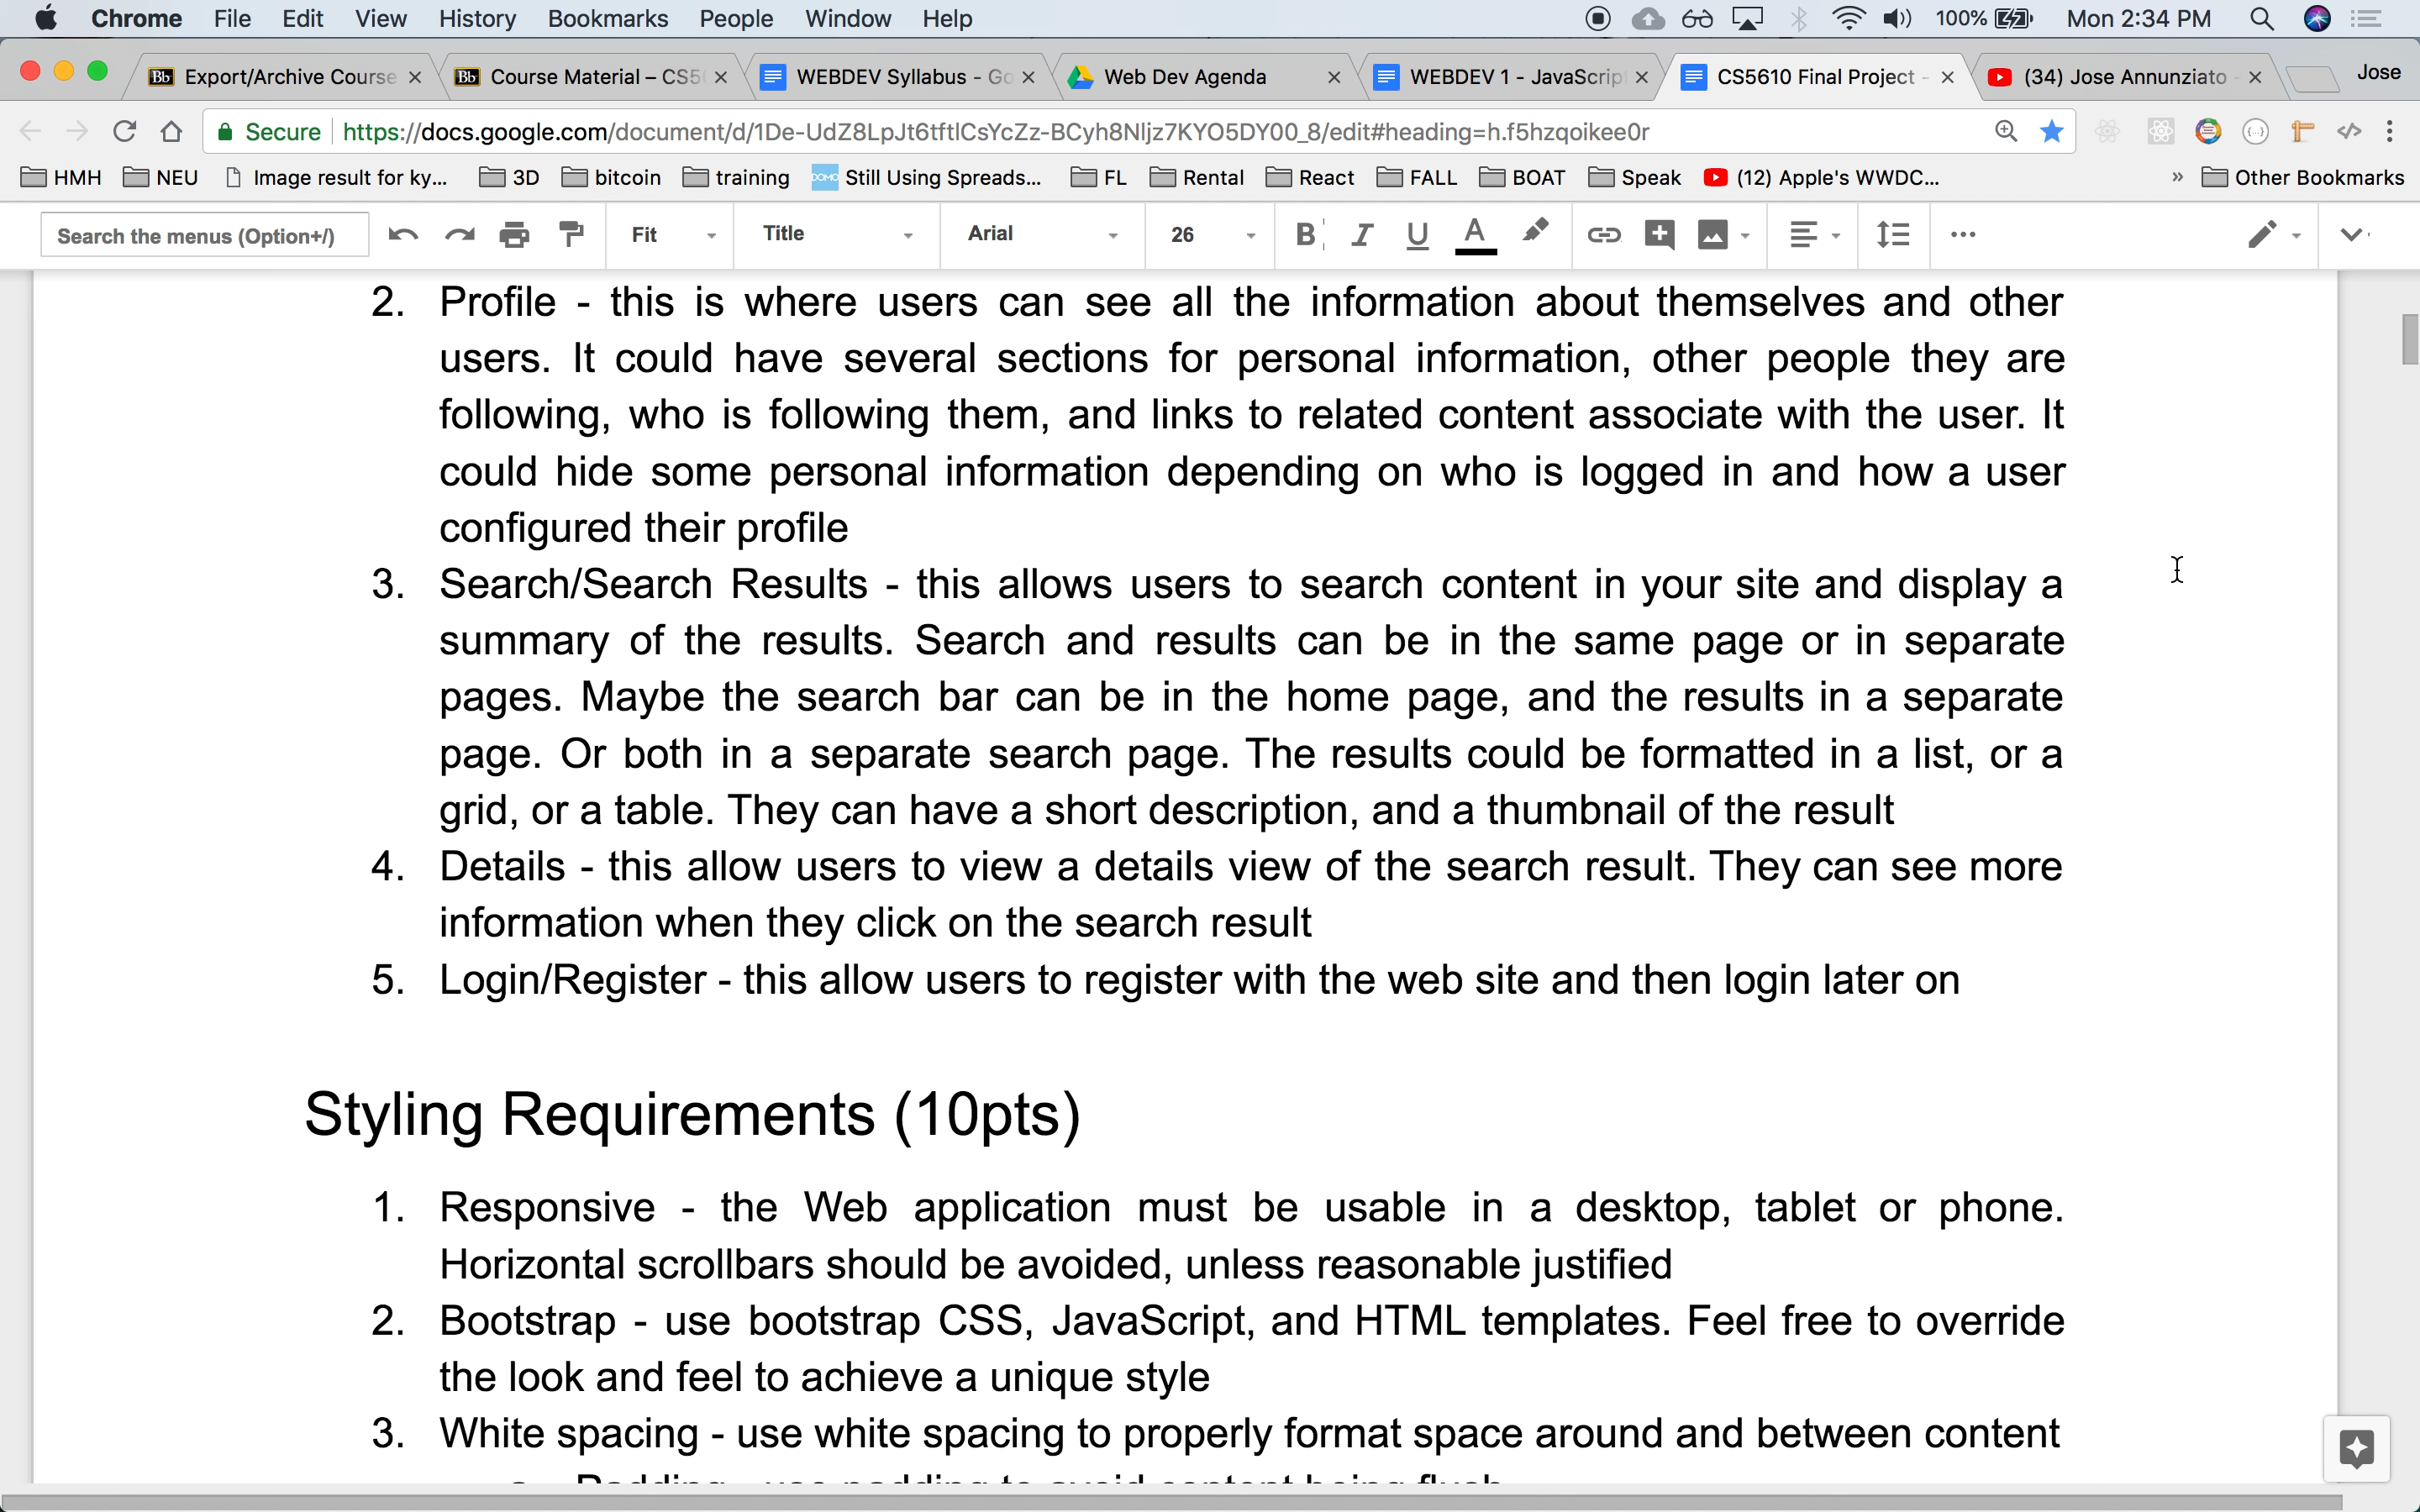 Chrome File Edit View History Bookmarks People Window Help 100% Mon 2:34 PM
Export/Archive Course Course Material – CS5 WEBDEV Syllabus - Go Web Dev Agenda WEBDEV 1 - JavaScrip CS5610 Final Project - (34) Jose Annunziato Jose
Secure https://docs.google.com/document/d/1De-UdZ8LpJt6tftlCsYcZz-BCyh8Nljz7KYO5DY00_8/edit#heading=h.f5hzqoikee0r
HMH NEU Image result for ky... 3D bitcoin training DOMO Still Using Spreads... FL Rental React FALL BOAT Speak (12) Apple's WWDC... » Other Bookmarks
Search the menus (Option+/) Fit Title Arial 26 B I U A
2. Profile - this is where users can see all the information about themselves and other
users. It could have several sections for personal information, other people they are
following, who is following them, and links to related content associate with the user. It
could hide some personal information depending on who is logged in and how a user
configured their profile
3. Search/Search Results - this allows users to search content in your site and display a
summary of the results. Search and results can be in the same page or in separate
pages. Maybe the search bar can be in the home page, and the results in a separate
page. Or both in a separate search page. The results could be formatted in a list, or a
grid, or a table. They can have a short description, and a thumbnail of the result
4. Details - this allow users to view a details view of the search result. They can see more
information when they click on the search result
5. Login/Register - this allow users to register with the web site and then login later on
Styling Requirements (10pts)
1. Responsive - the Web application must be usable in a desktop, tablet or phone.
Horizontal scrollbars should be avoided, unless reasonable justified
2. Bootstrap - use bootstrap CSS, JavaScript, and HTML templates. Feel free to override
the look and feel to achieve a unique style
3. White spacing - use white spacing to properly format space around and between content
a. Padding - use padding to avoid content being flush